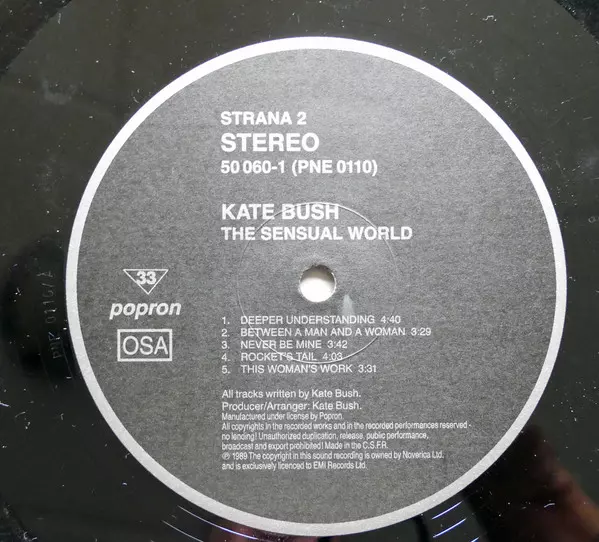 STRANA 2
STEREO
50 060-1 (PNE 0110)
KATE BUSH
THE SENSUAL WORLD
33
popron
OSA
1. DEEPER UNDERSTANDING 4:40
2. BETWEEN A MAN AND A WOMAN 3:29
3. NEVER BE MINE 3:42
4. ROCKET'S TAIL 4:03
5. THIS WOMAN'S WORK 3:31
All tracks written by Kate Bush.
Producer/Arranger: Kate Bush.
Manufactured under license by Popron.
All copyrights in the recorded works and in the recorded performances reserved -
no lending! Unauthorized duplication, release, public performance,
broadcast and export prohibited! Made in the C.S.F.R.
℗ 1989 The copyright in this sound recording is owned by Noverica Ltd.
and is exclusively licenced to EMI Records Ltd.